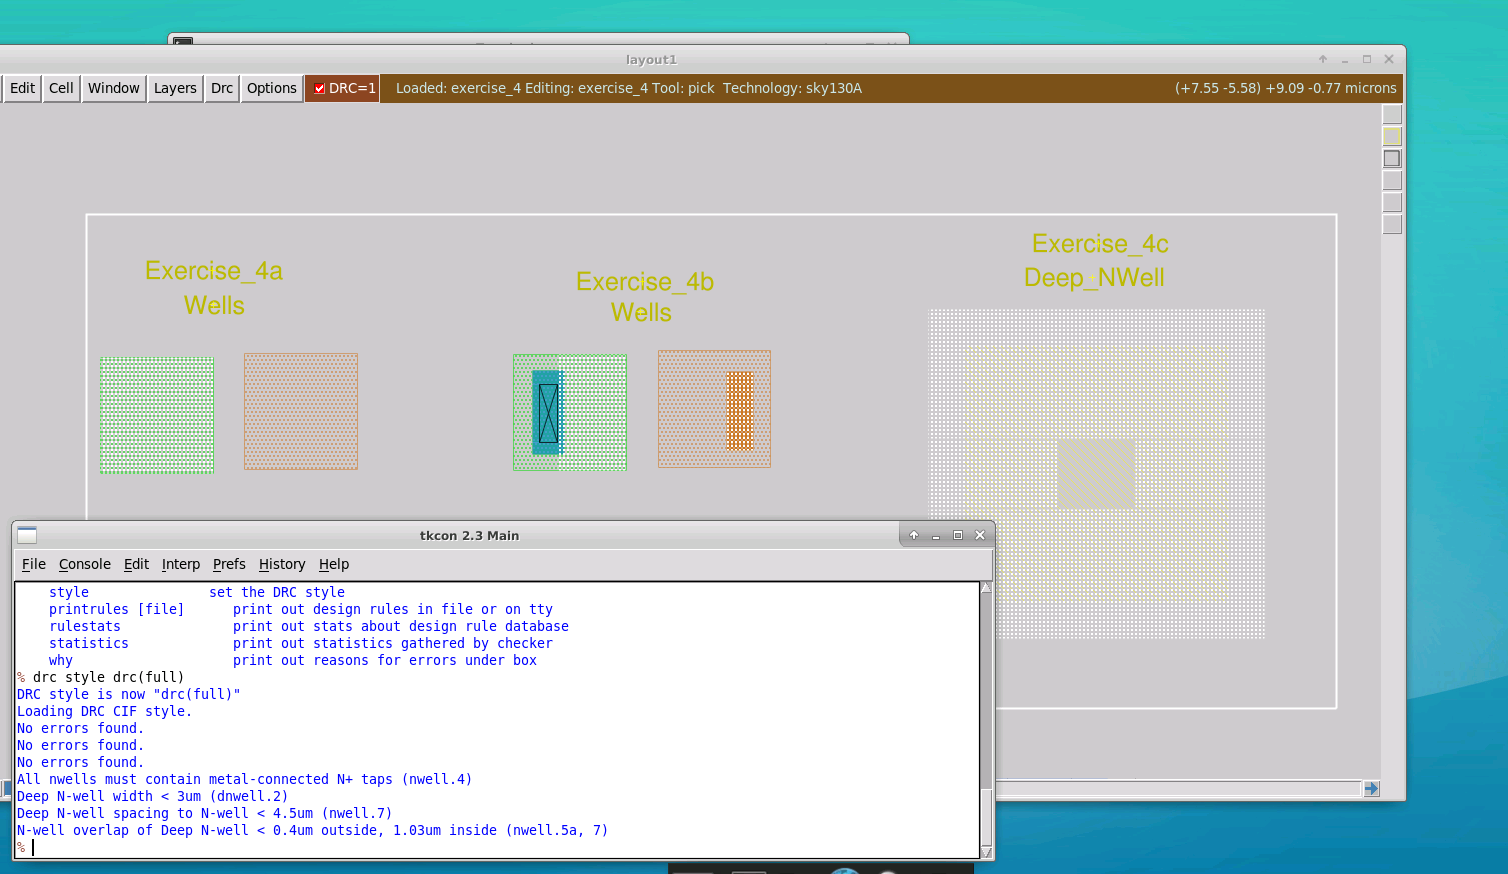 layout1
Edit Cell Window Layers Drc Options DRC=1 Loaded: exercise_4 Editing: exercise_4 Tool: pick Technology: sky130A (+7.55 -5.58) +9.09 -0.77 microns
Exercise_4a
Wells
Exercise_4b
Wells
Exercise_4c
Deep_NWell
tkcon 2.3 Main
File Console Edit Interp Prefs History Help
style set the DRC style
printrules [file] print out design rules in file or on tty
rulestats print out stats about design rule database
statistics print out statistics gathered by checker
why print out reasons for errors under box
% drc style drc(full)
DRC style is now "drc(full)"
Loading DRC CIF style.
No errors found.
No errors found.
No errors found.
All nwells must contain metal-connected N+ taps (nwell.4)
Deep N-well width < 3um (dnwell.2)
Deep N-well spacing to N-well < 4.5um (nwell.7)
N-well overlap of Deep N-well < 0.4um outside, 1.03um inside (nwell.5a, 7)
%